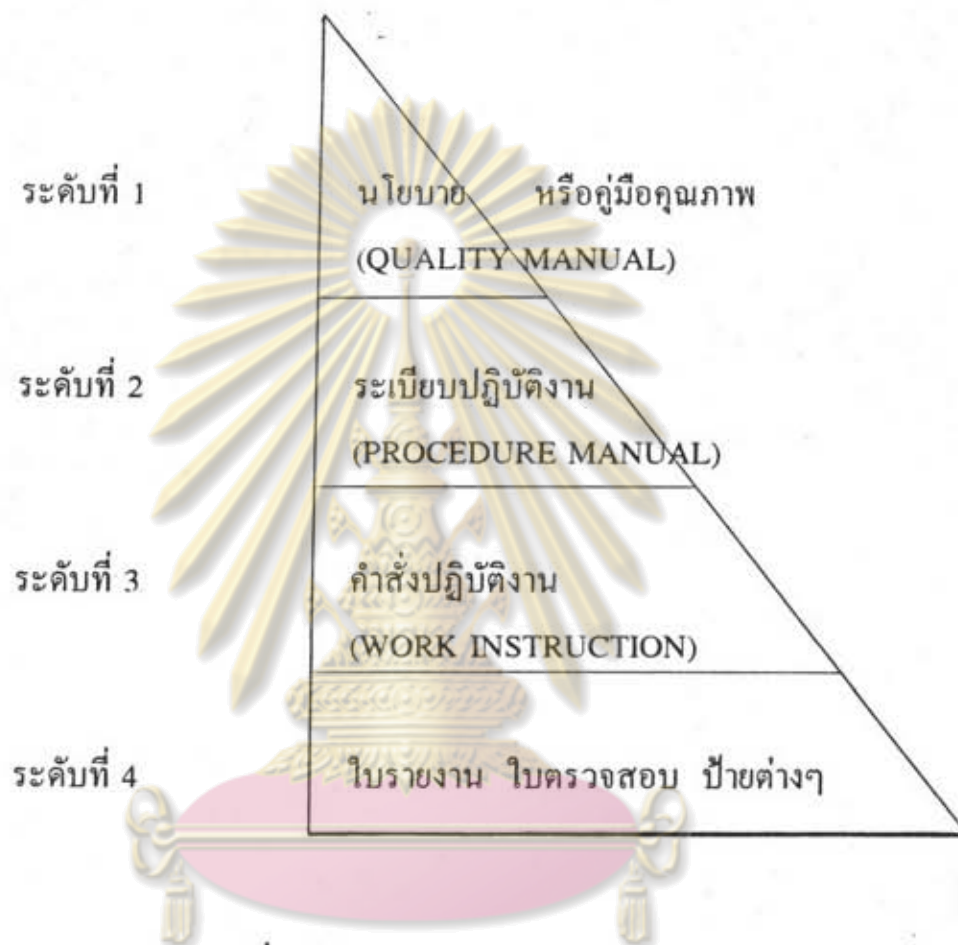 ระดับที่ 1 นโยบาย หรือคู่มือคุณภาพ
(QUALITY MANUAL)
ระดับที่ 2 ระเบียบปฏิบัติงาน
(PROCEDURE MANUAL)
ระดับที่ 3 คำสั่งปฏิบัติงาน
(WORK INSTRUCTION)
ระดับที่ 4 ใบรายงาน ใบตรวจสอบ ป้ายต่างๆ